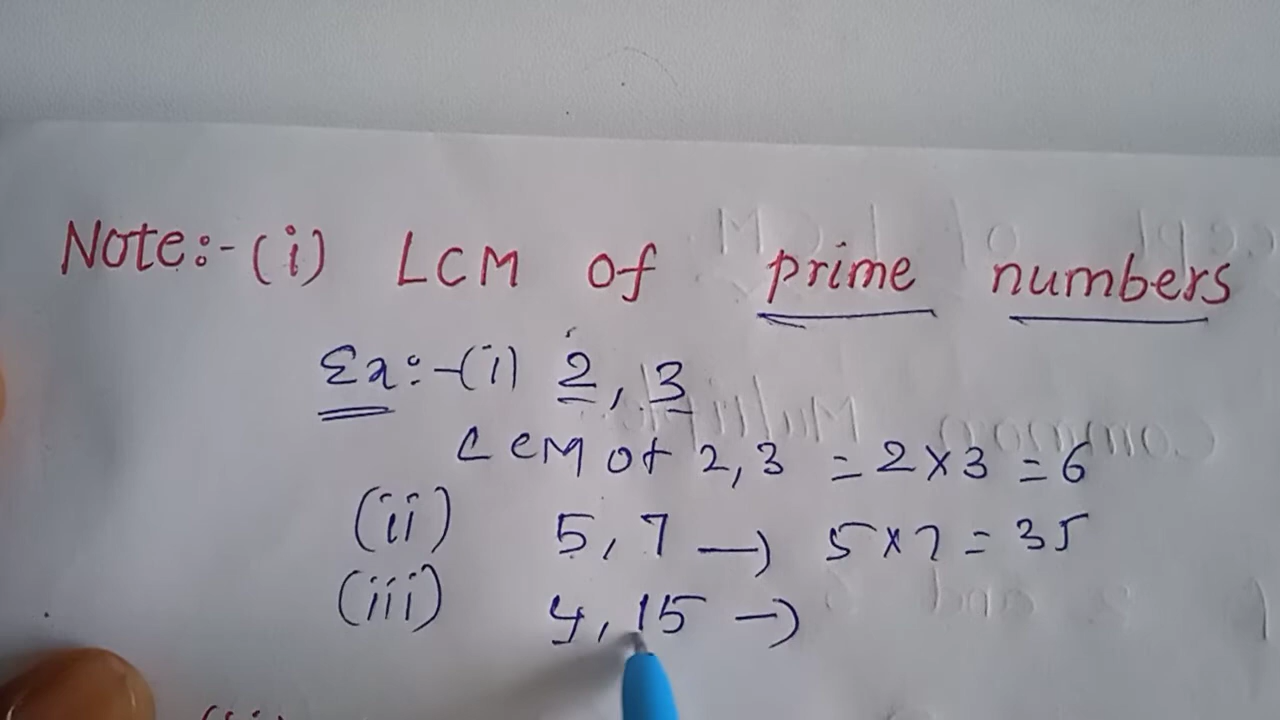 Note:-(i) LCM of prime numbers
Ex:-(i) 2, 3
LCM of 2,3 = 2×3 = 6
(ii) 5, 7 → 5×7 = 35
(iii) 4, 15 →